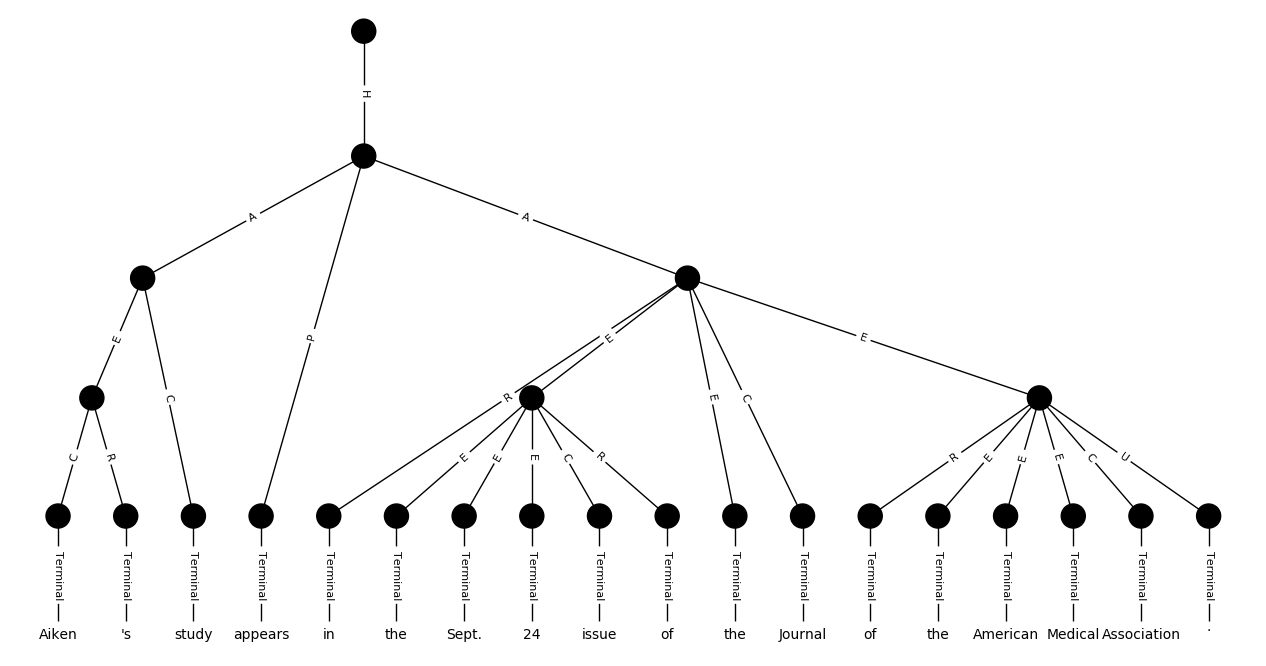 H
A A
P E E
E C R E C
C R E E E C R R E E E C U
Terminal Terminal Terminal Terminal Terminal Terminal Terminal Terminal Terminal Terminal Terminal Terminal Terminal Terminal Terminal Terminal Terminal Terminal
Aiken 's study appears in the Sept. 24 issue of the Journal of the American Medical Association .